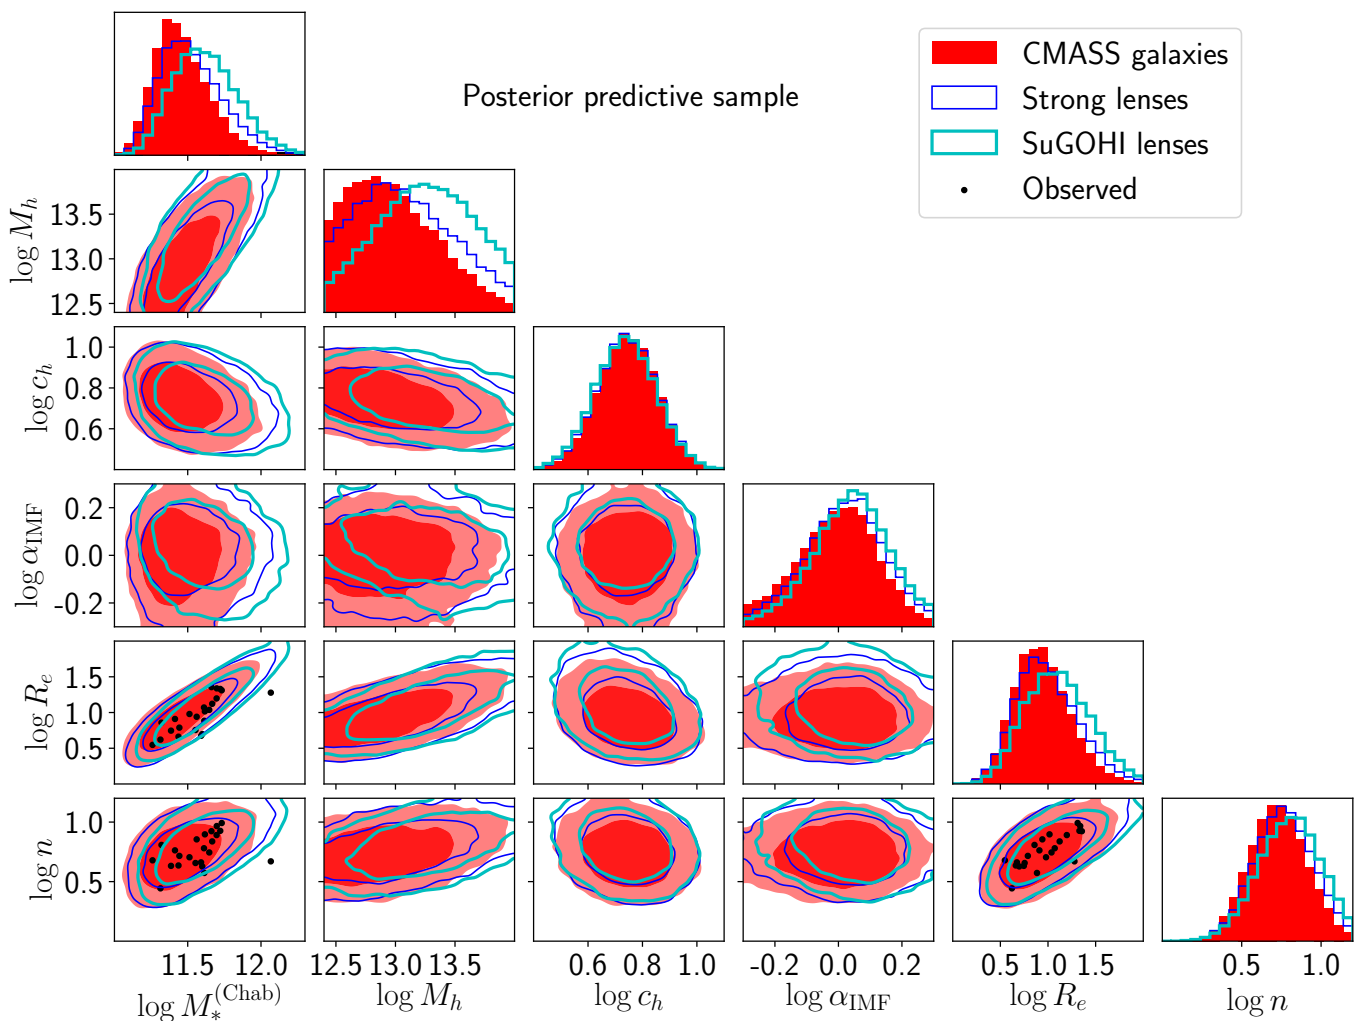 Posterior predictive sample
CMASS galaxies
Strong lenses
SuGOHI lenses
Observed
log M_h
13.5
13.0
12.5
log c_h
1.0
0.8
0.6
log α_IMF
0.2
0.0
-0.2
log R_e
1.5
1.0
0.5
log n
1.0
0.5
11.5 12.0
12.5 13.0 13.5
0.6 0.8 1.0
-0.2 0.0 0.2
0.5 1.0 1.5
0.5 1.0
log M_*^(Chab)
log M_h
log c_h
log α_IMF
log R_e
log n